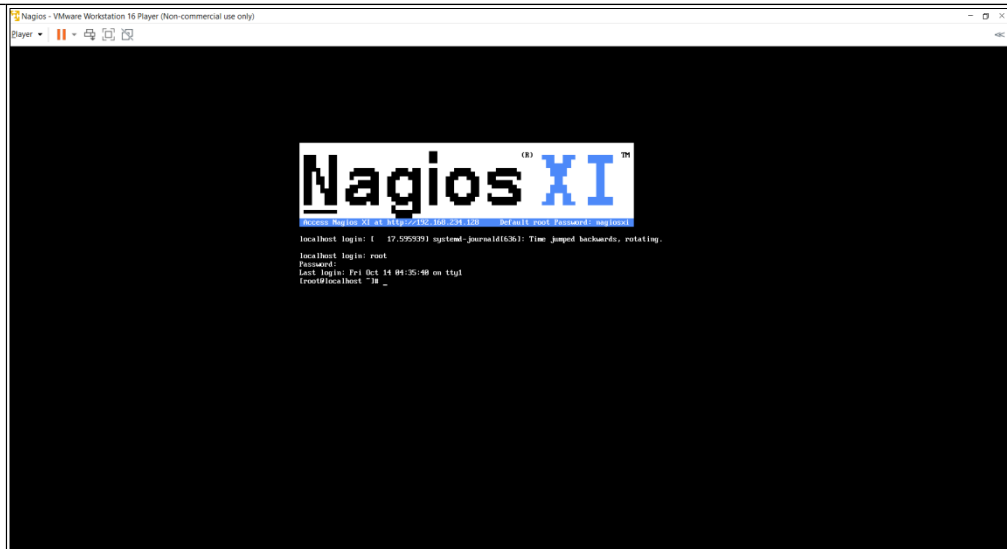 Nagios - VMware Workstation 16 Player (Non-commercial use only)
Player
Nagios (R) XI TM
Access Nagios XI at http://192.168.234.128 Default root Password: nagiosxi
localhost login: [ 17.595939] systemd-journald[636]: Time jumped backwards, rotating.
localhost login: root
Password:
Last login: Fri Oct 14 04:35:40 on tty1
[root@localhost ~]# _